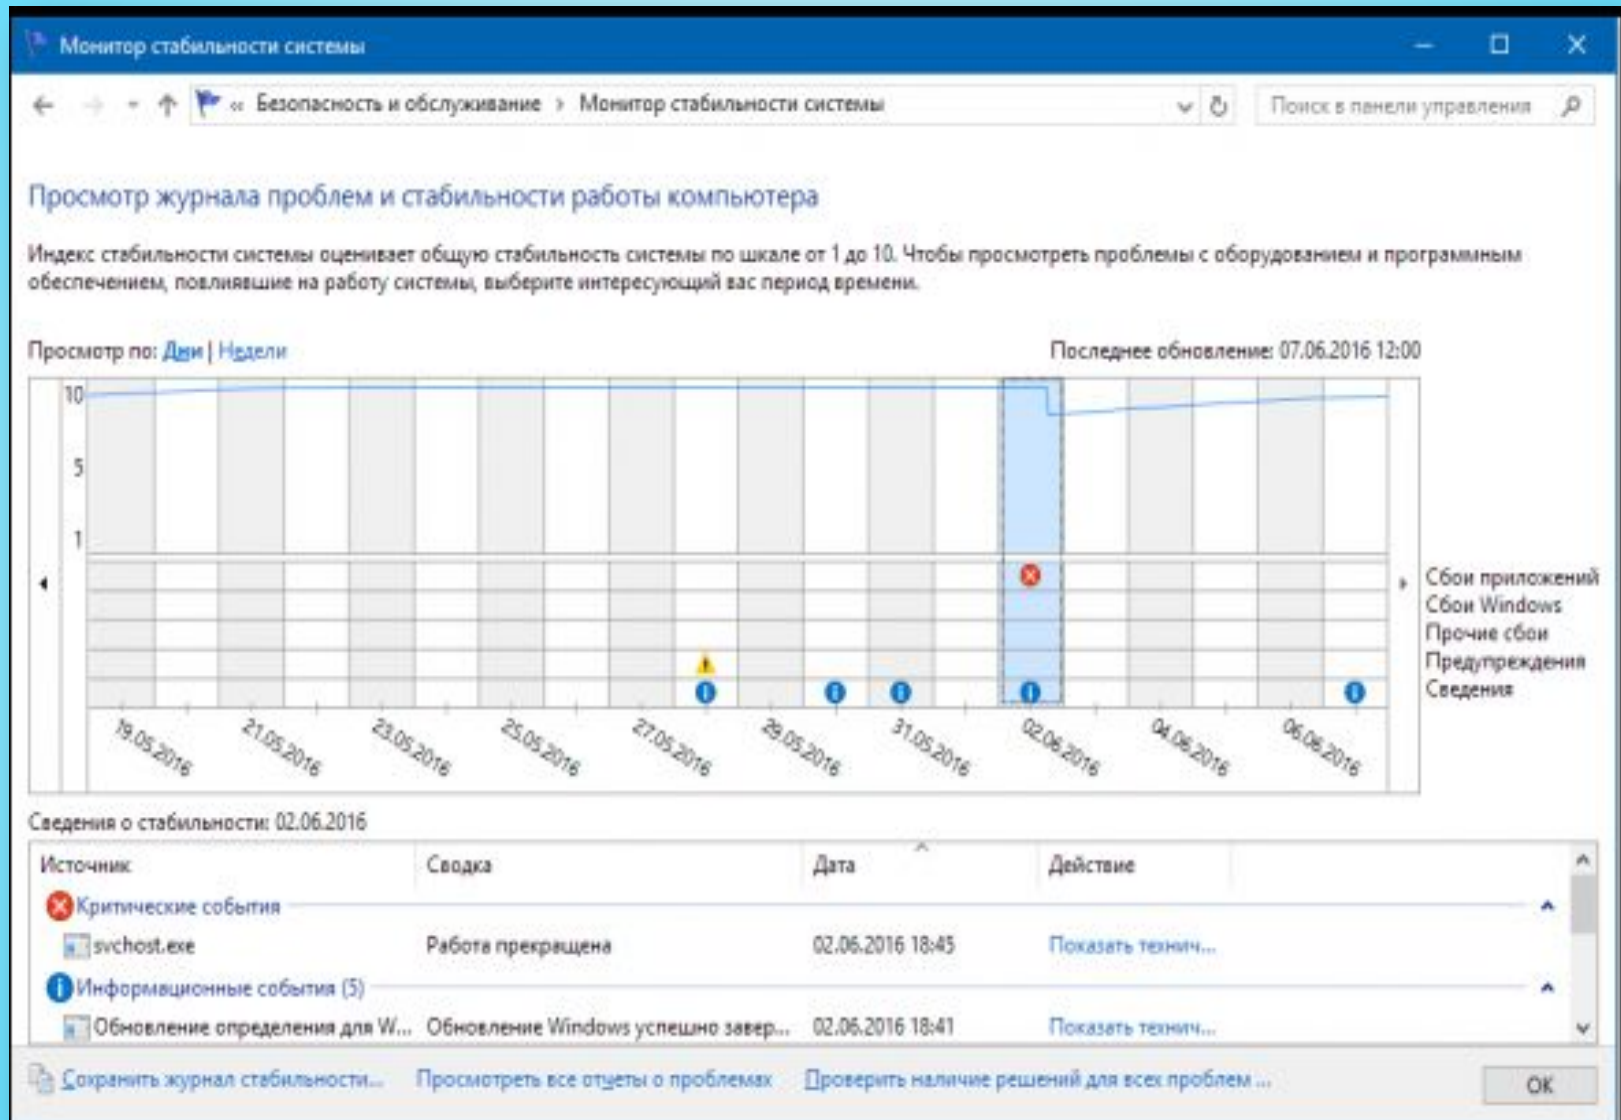 Монитор стабильности системы
« Безопасность и обслуживание › Монитор стабильности системы
Поиск в панели управления
Просмотр журнала проблем и стабильности работы компьютера
Индекс стабильности системы оценивает общую стабильность системы по шкале от 1 до 10. Чтобы просмотреть проблемы с оборудованием и программным
обеспечением, повлиявшие на работу системы, выберите интересующий вас период времени.
Просмотр по: Дни | Недели
Последнее обновление: 07.06.2016 12:00
10
5
1
Сбои приложений
Сбои Windows
Прочие сбои
Предупреждения
Сведения
19.05.2016 21.05.2016 23.05.2016 25.05.2016 27.05.2016 29.05.2016 31.05.2016 02.06.2016 04.06.2016 06.06.2016
Сведения о стабильности: 02.06.2016
Источник Сводка Дата Действие
Критические события
svchost.exe Работа прекращена 02.06.2016 18:45 Показать технич...
Информационные события (5)
Обновление определения для W... Обновление Windows успешно завер... 02.06.2016 18:41 Показать технич...
Сохранить журнал стабильности... Просмотреть все отчеты о проблемах Проверить наличие решений для всех проблем ...
OK